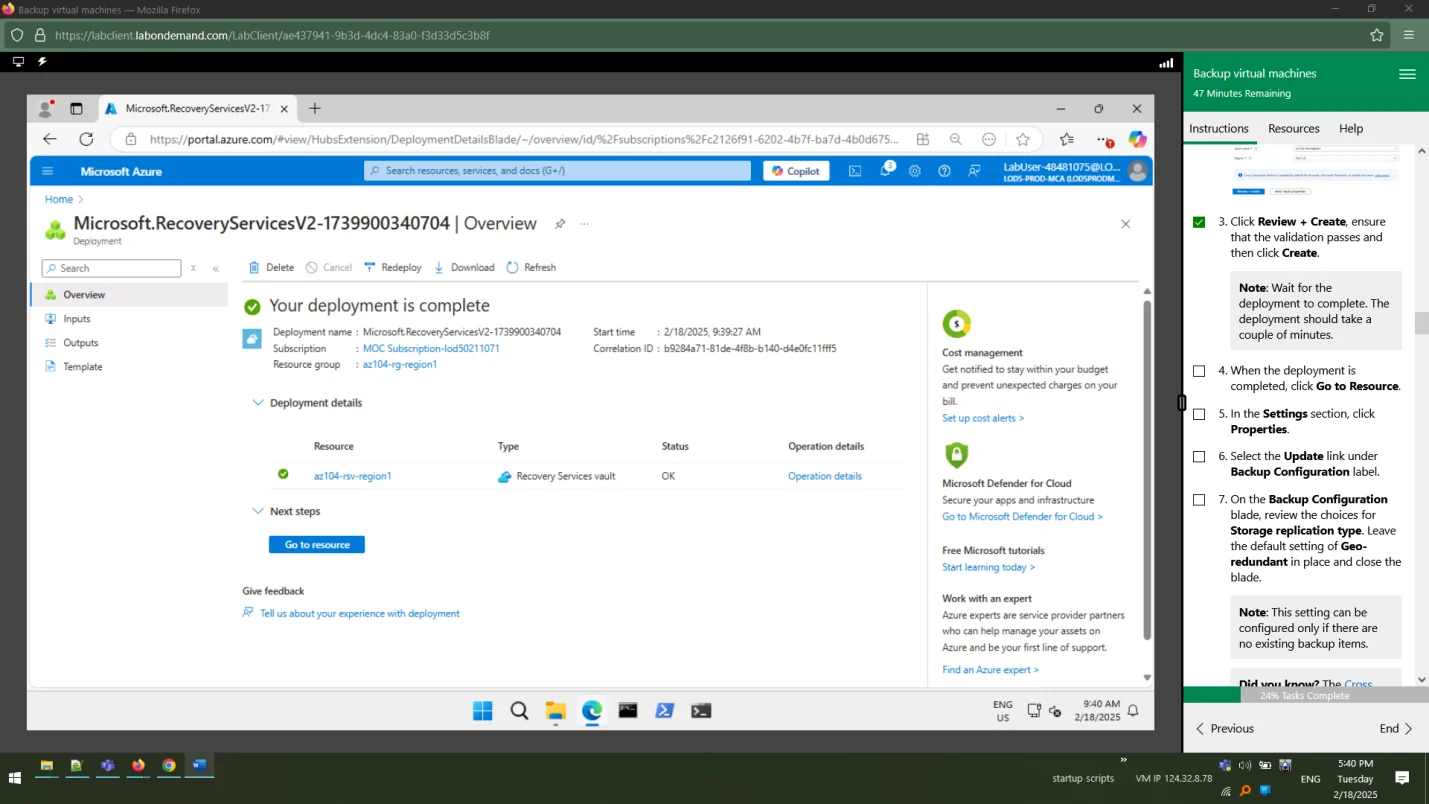 Backup virtual machines — Mozilla Firefox
https://labclient.labondemand.com/LabClient/ae437941-9b3d-4dc4-83a0-f3d33d5c3b8f
Microsoft.RecoveryServicesV2-17
https://portal.azure.com/#view/HubsExtension/DeploymentDetailsBlade/~/overview/id/%2Fsubscriptions%2Fc2126f91-6202-4b7f-ba7d-4b0d675...
Microsoft Azure
Search resources, services, and docs (G+/)
Copilot
3
LabUser-48481075@LO...
LODS-PROD-MCA (LODSPRODM...
Home >
Microsoft.RecoveryServicesV2-1739900340704 | Overview
Deployment
Search
Overview
Inputs
Outputs
Template
Delete
Cancel
Redeploy
Download
Refresh
Your deployment is complete
Deployment name : Microsoft.RecoveryServicesV2-1739900340704
Subscription : MOC Subscription-lod50211071
Resource group : az104-rg-region1
Start time : 2/18/2025, 9:39:27 AM
Correlation ID : b9284a71-81de-4f8b-b140-d4e0fc11fff5
Deployment details
Resource Type Status Operation details
az104-rsv-region1 Recovery Services vault OK Operation details
Next steps
Go to resource
Give feedback
Tell us about your experience with deployment
Cost management
Get notified to stay within your budget
and prevent unexpected charges on your
bill.
Set up cost alerts >
Microsoft Defender for Cloud
Secure your apps and infrastructure
Go to Microsoft Defender for Cloud >
Free Microsoft tutorials
Start learning today >
Work with an expert
Azure experts are service provider partners
who can help manage your assets on
Azure and be your first line of support.
Find an Azure expert >
ENG
US
9:40 AM
2/18/2025
Backup virtual machines
47 Minutes Remaining
Instructions Resources Help
3. Click Review + Create, ensure
that the validation passes and
then click Create.
Note: Wait for the
deployment to complete. The
deployment should take a
couple of minutes.
4. When the deployment is
completed, click Go to Resource.
5. In the Settings section, click
Properties.
6. Select the Update link under
Backup Configuration label.
7. On the Backup Configuration
blade, review the choices for
Storage replication type. Leave
the default setting of Geo-
redundant in place and close the
blade.
Note: This setting can be
configured only if there are
no existing backup items.
Did you know? The Cross
24% Tasks Complete
Previous
End
startup scripts
VM IP 124.32.8.78
ENG
5:40 PM
Tuesday
2/18/2025